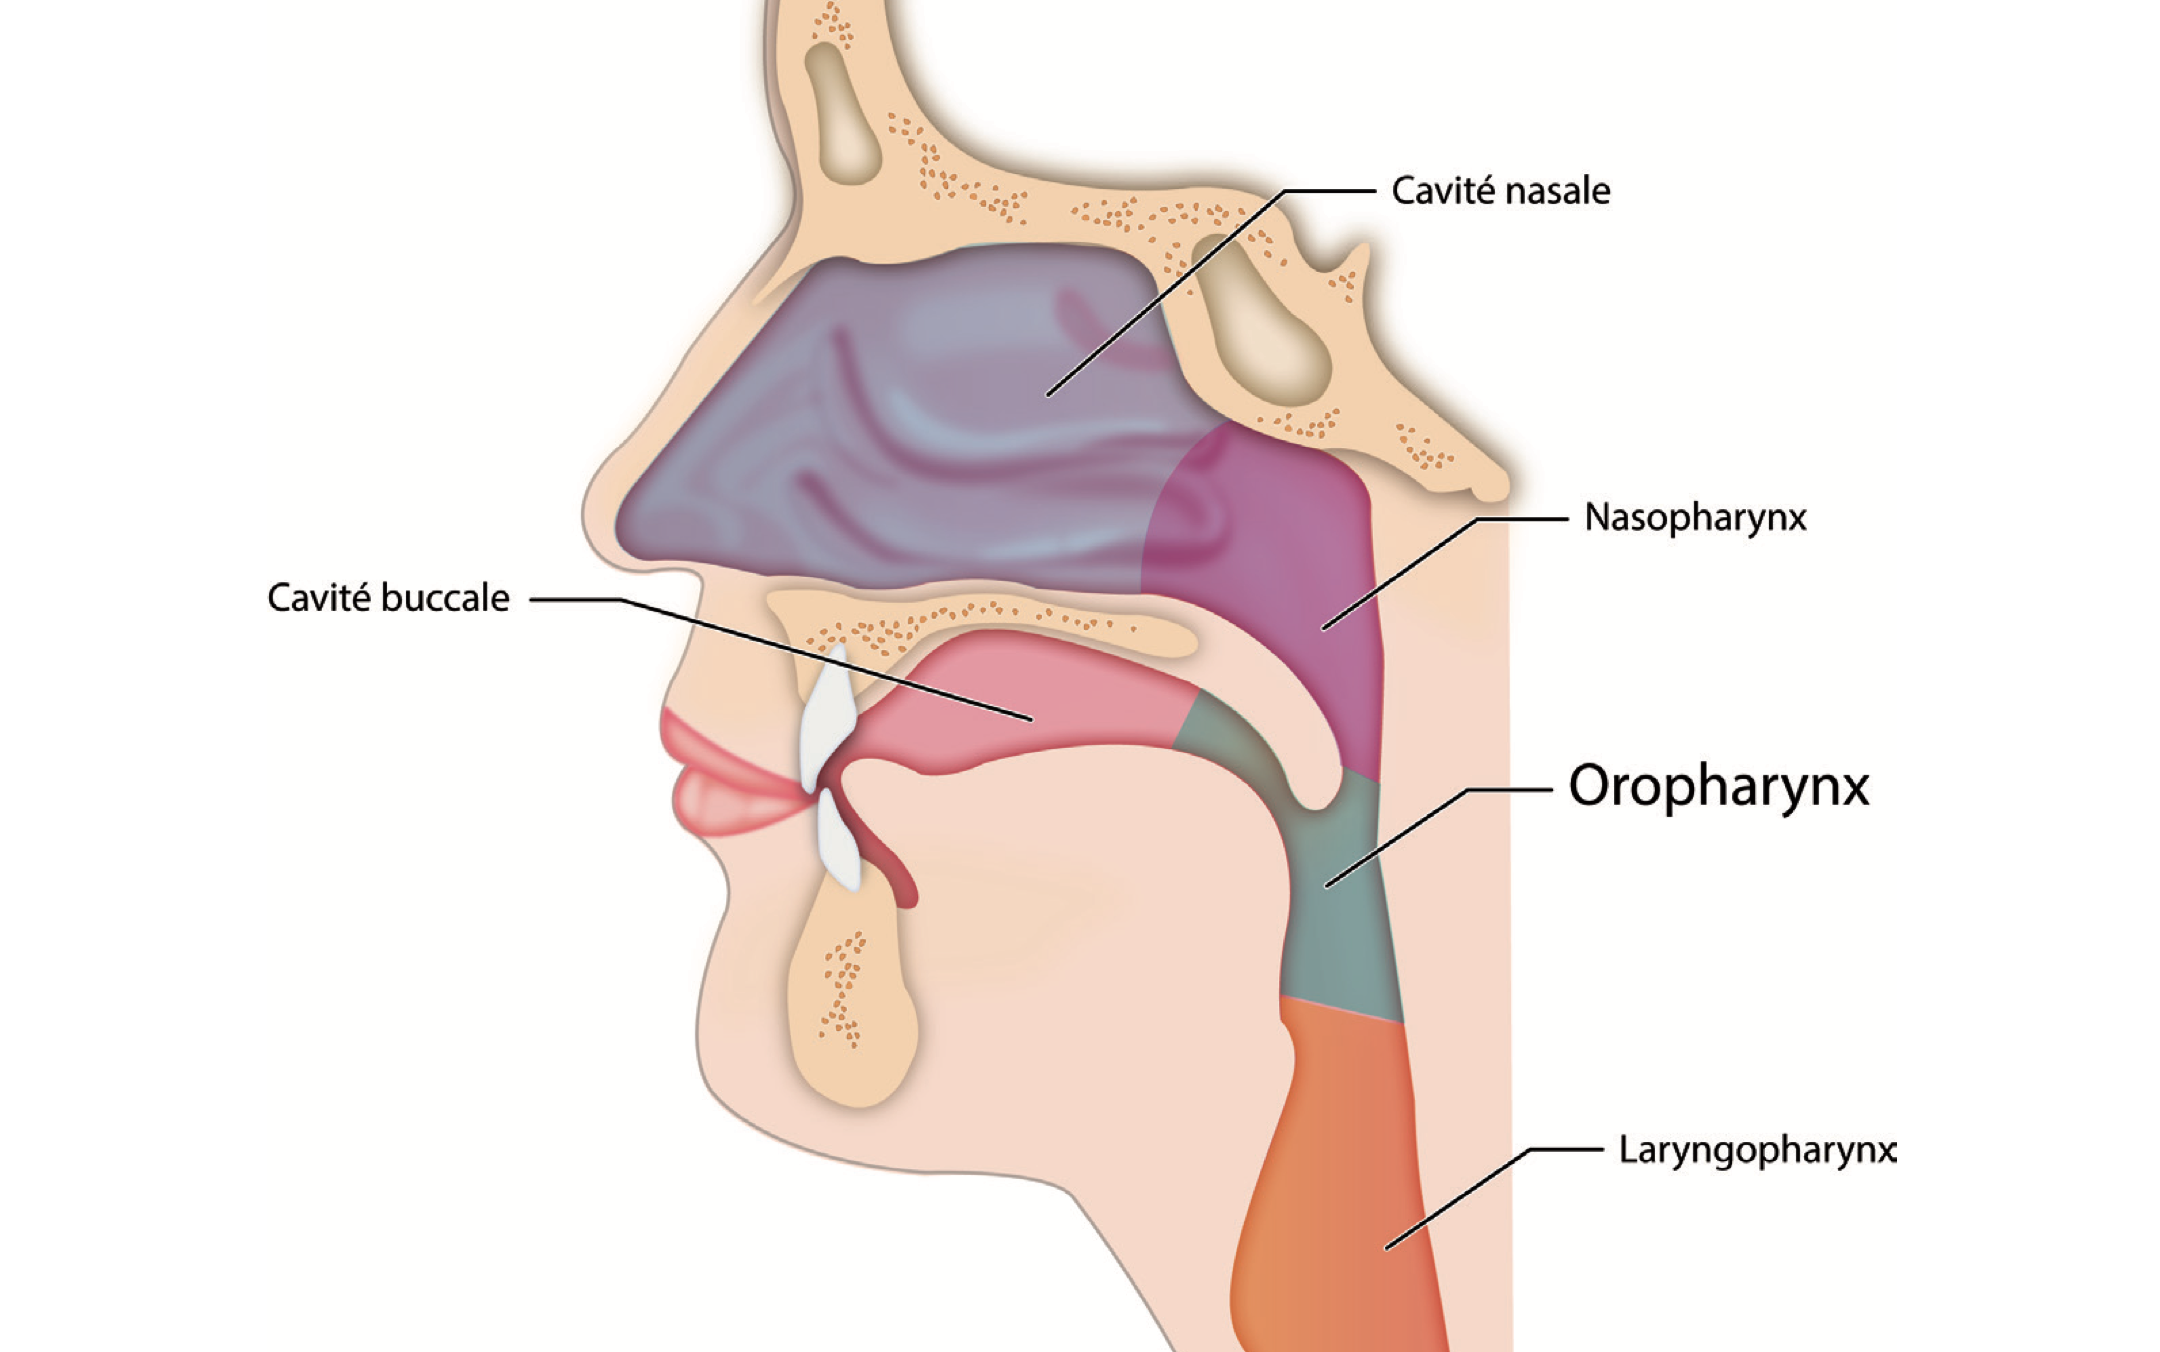 Cavité nasale
Nasopharynx
Cavité buccale
Oropharynx
Laryngopharynx